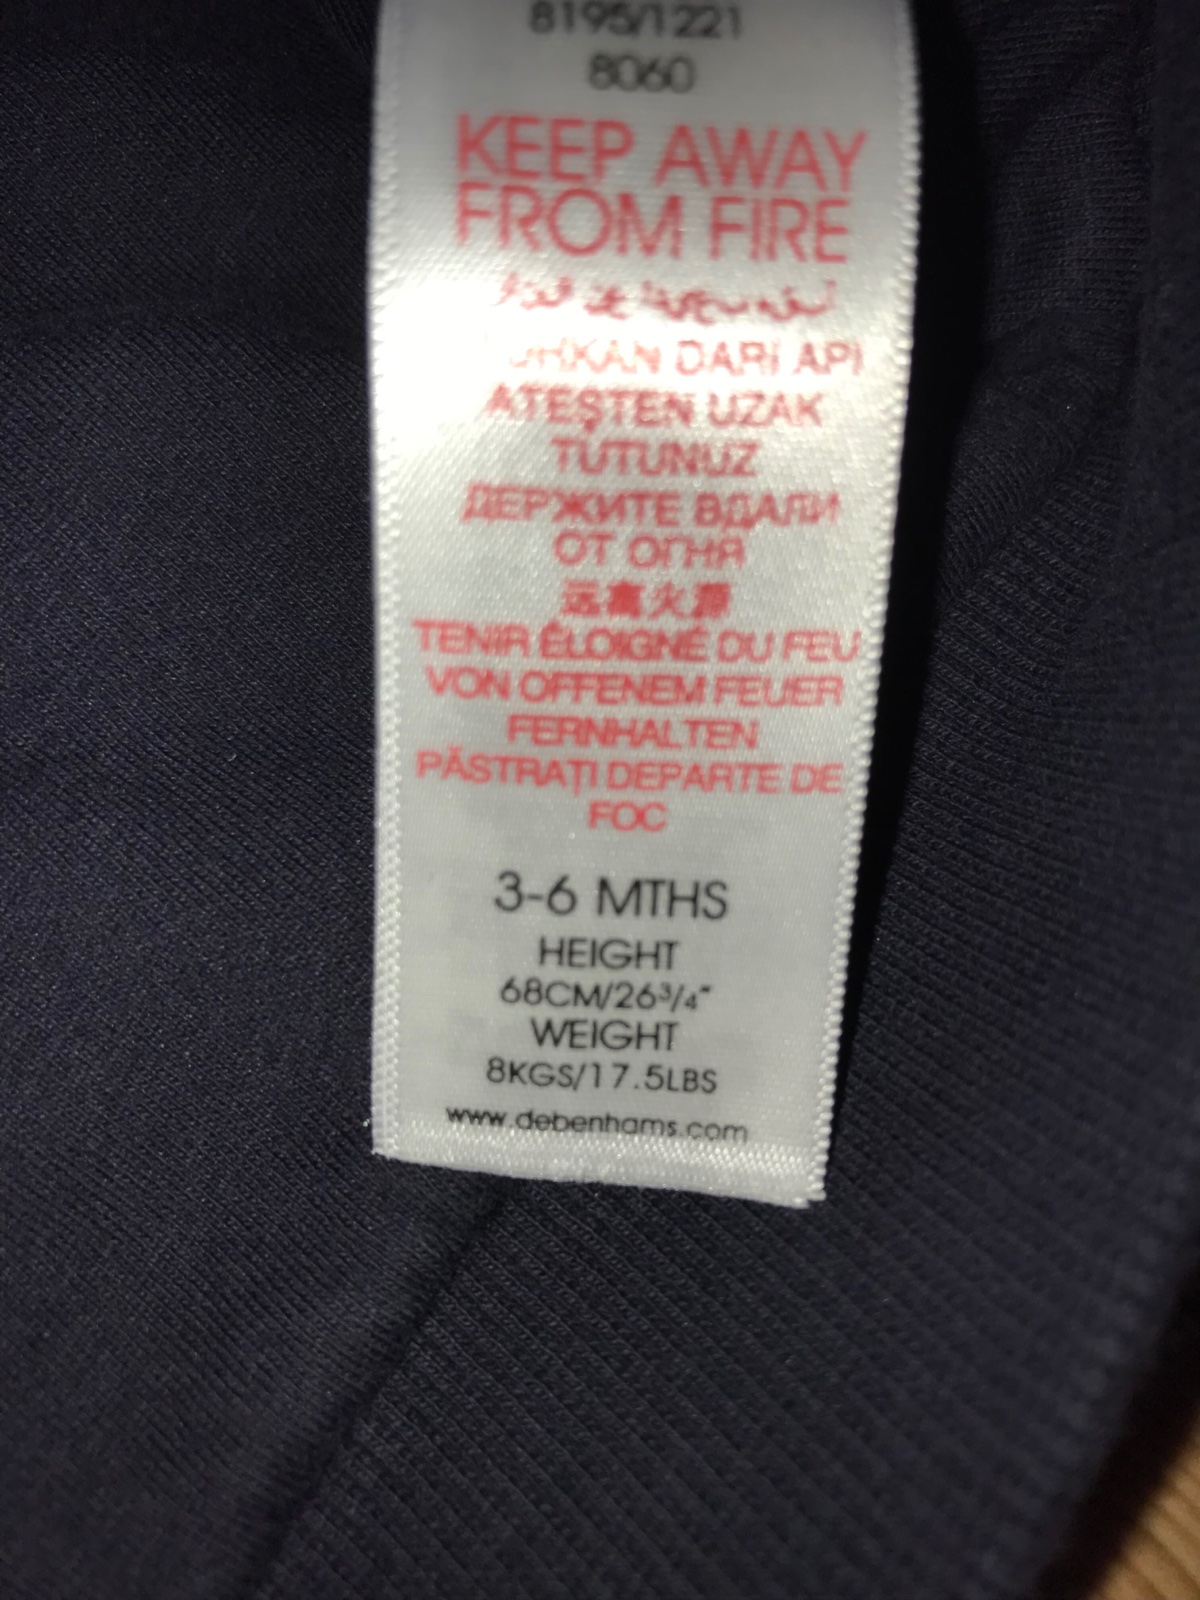 8195/1221
8060
KEEP AWAY
FROM FIRE
DARI API
ATEŞTEN UZAK
TUTUNUZ
ДЕРЖИТЕ ВДАЛИ
ОТ ОГНЯ
远离火源
TENIR ÉLOIGNÉ DU FEU
VON OFFENEM FEUER
FERNHALTEN
PĂSTRAȚI DEPARTE DE
FOC
3-6 MTHS
HEIGHT
68CM/26¾"
WEIGHT
8KGS/17.5LBS
www.debenhams.com